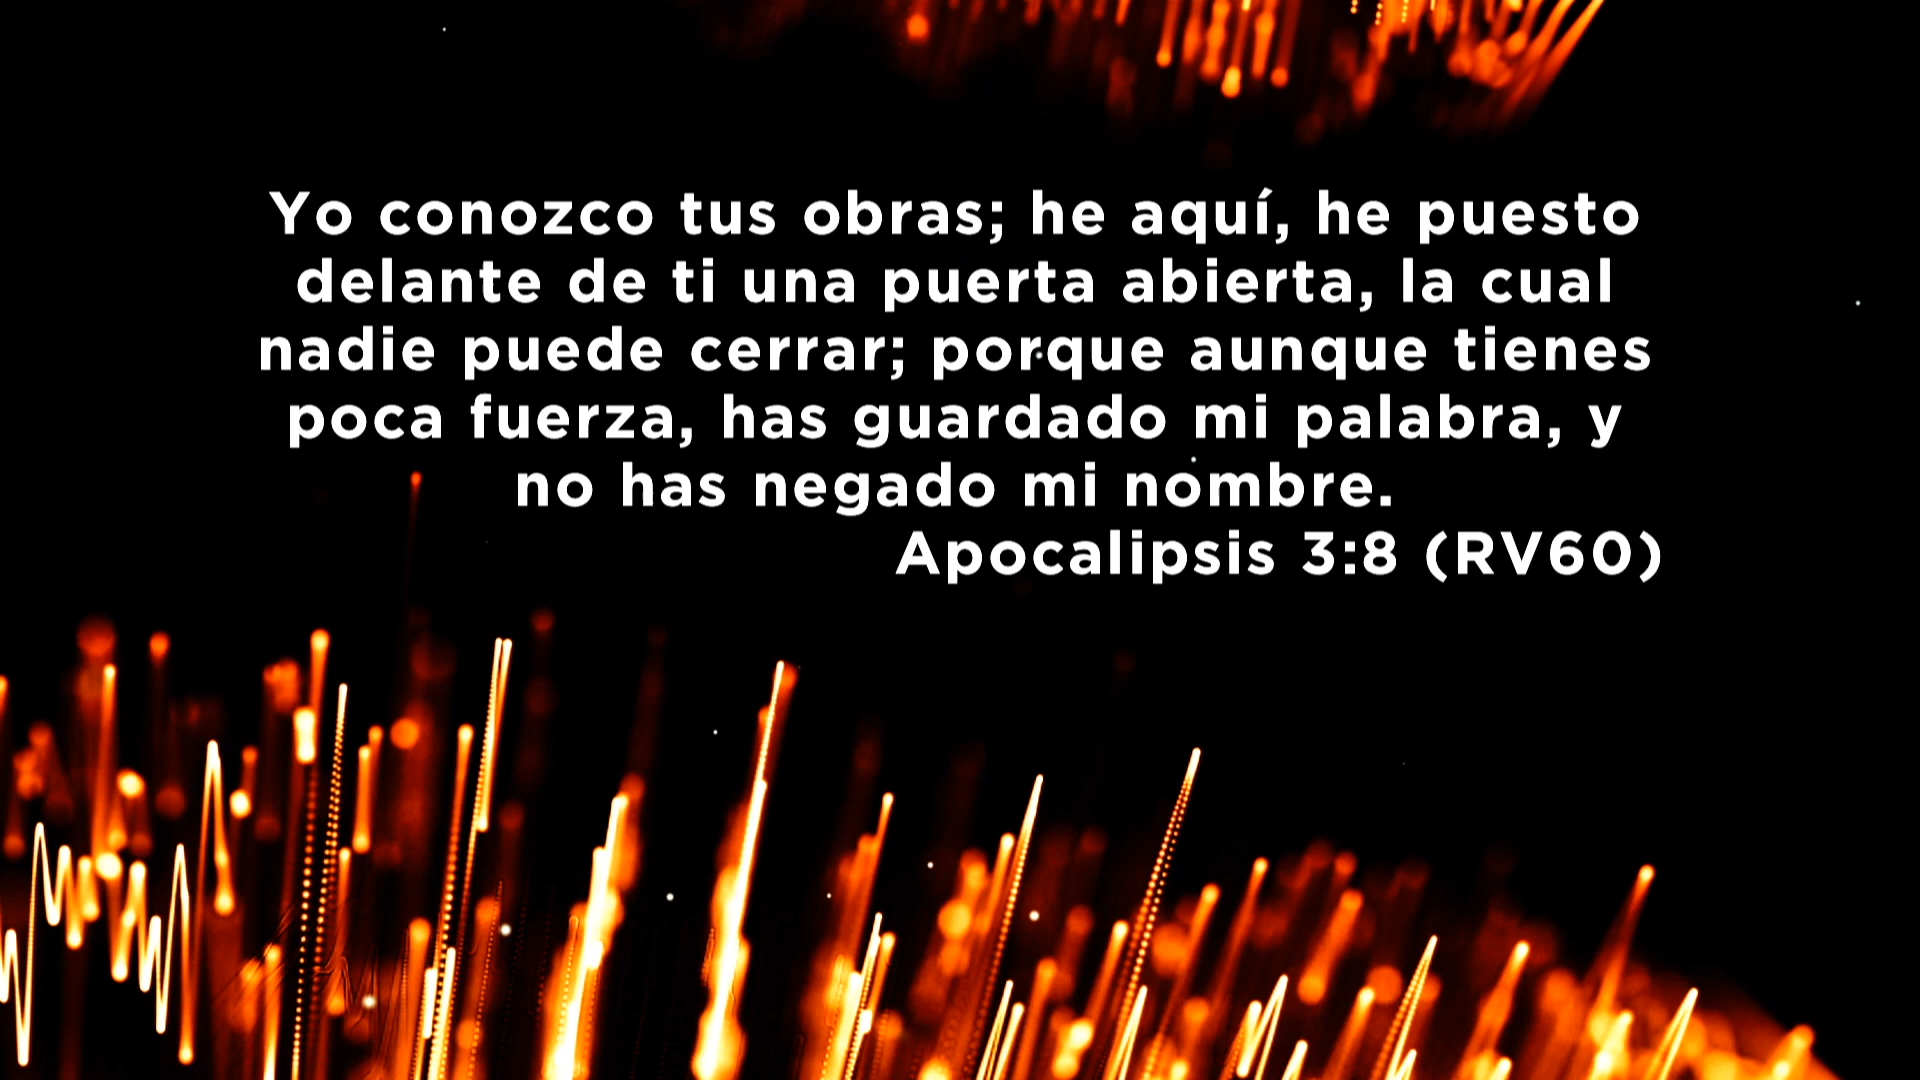 Yo conozco tus obras; he aquí, he puesto
delante de ti una puerta abierta, la cual
nadie puede cerrar; porque aunque tienes
poca fuerza, has guardado mi palabra, y
no has negado mi nombre.
Apocalipsis 3:8 (RV60)